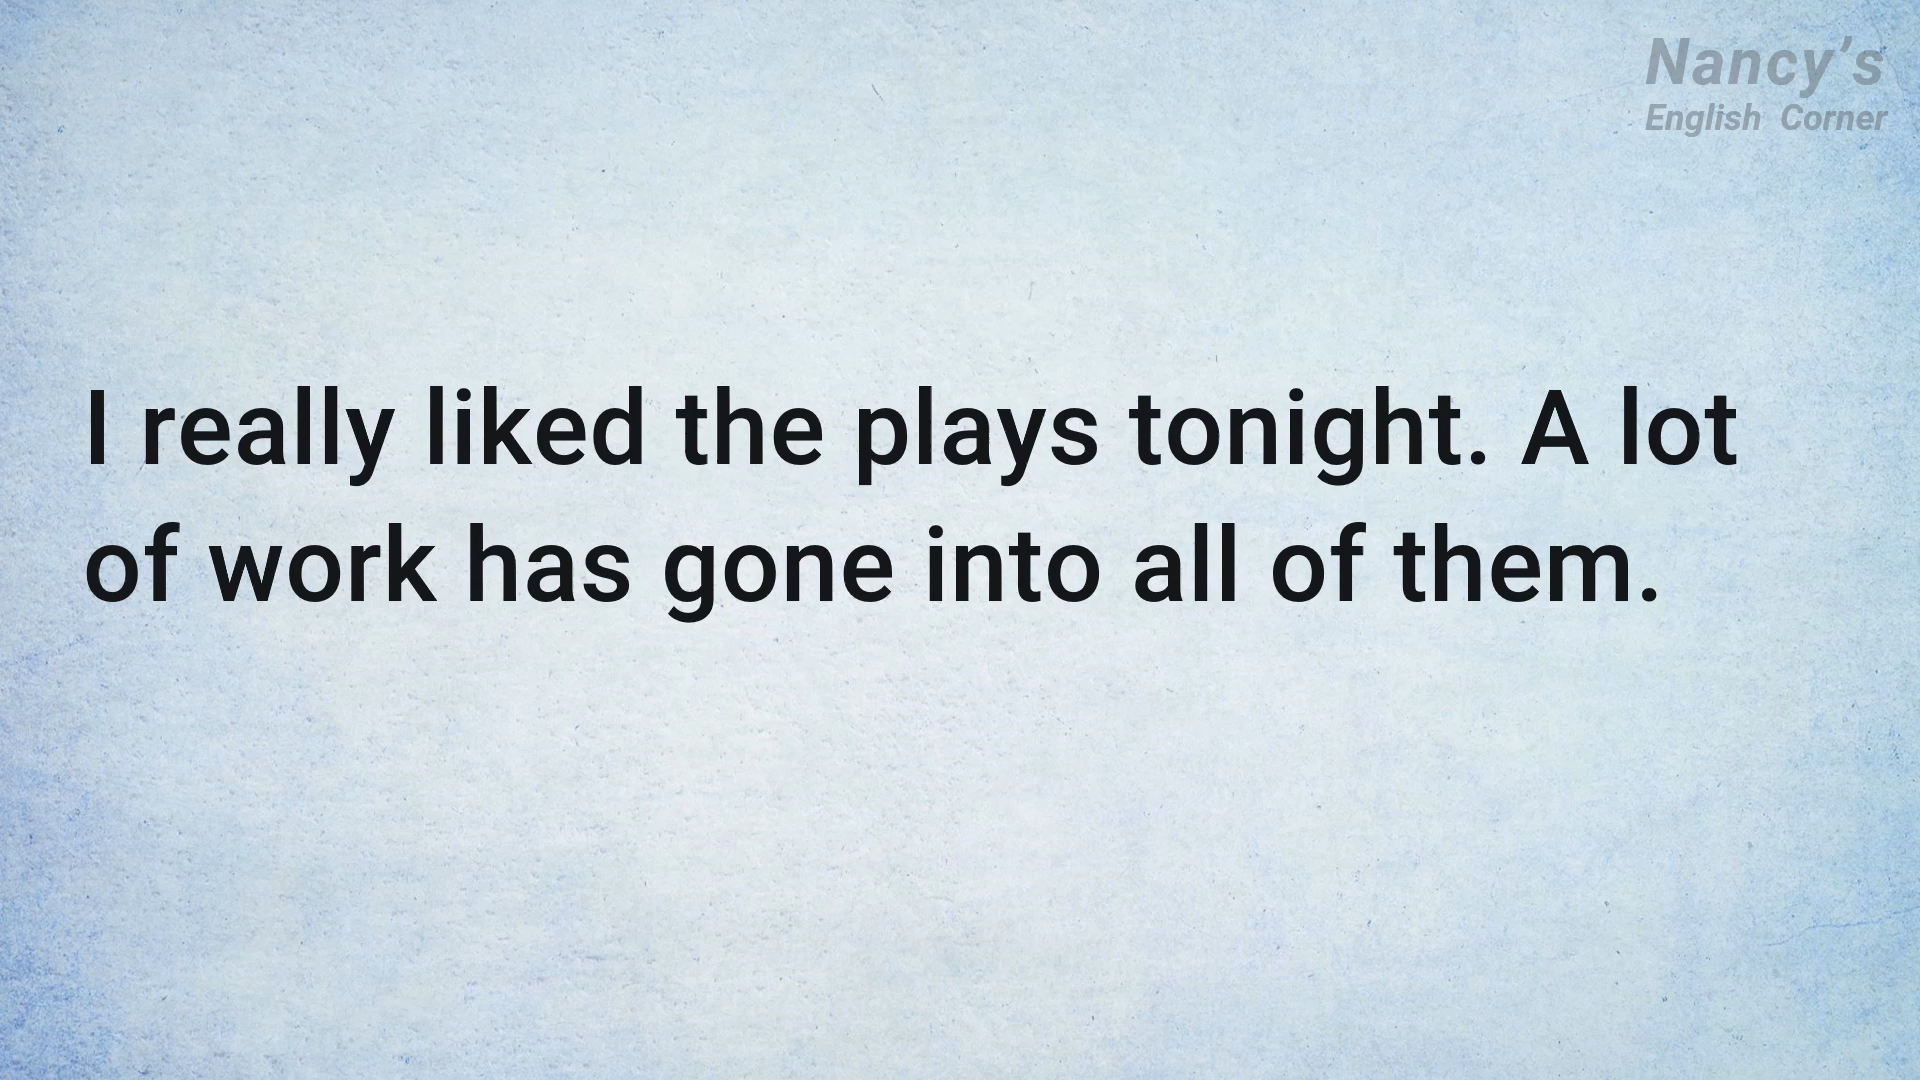 Nancy’s
English Corner
I really liked the plays tonight. A lot
of work has gone into all of them.